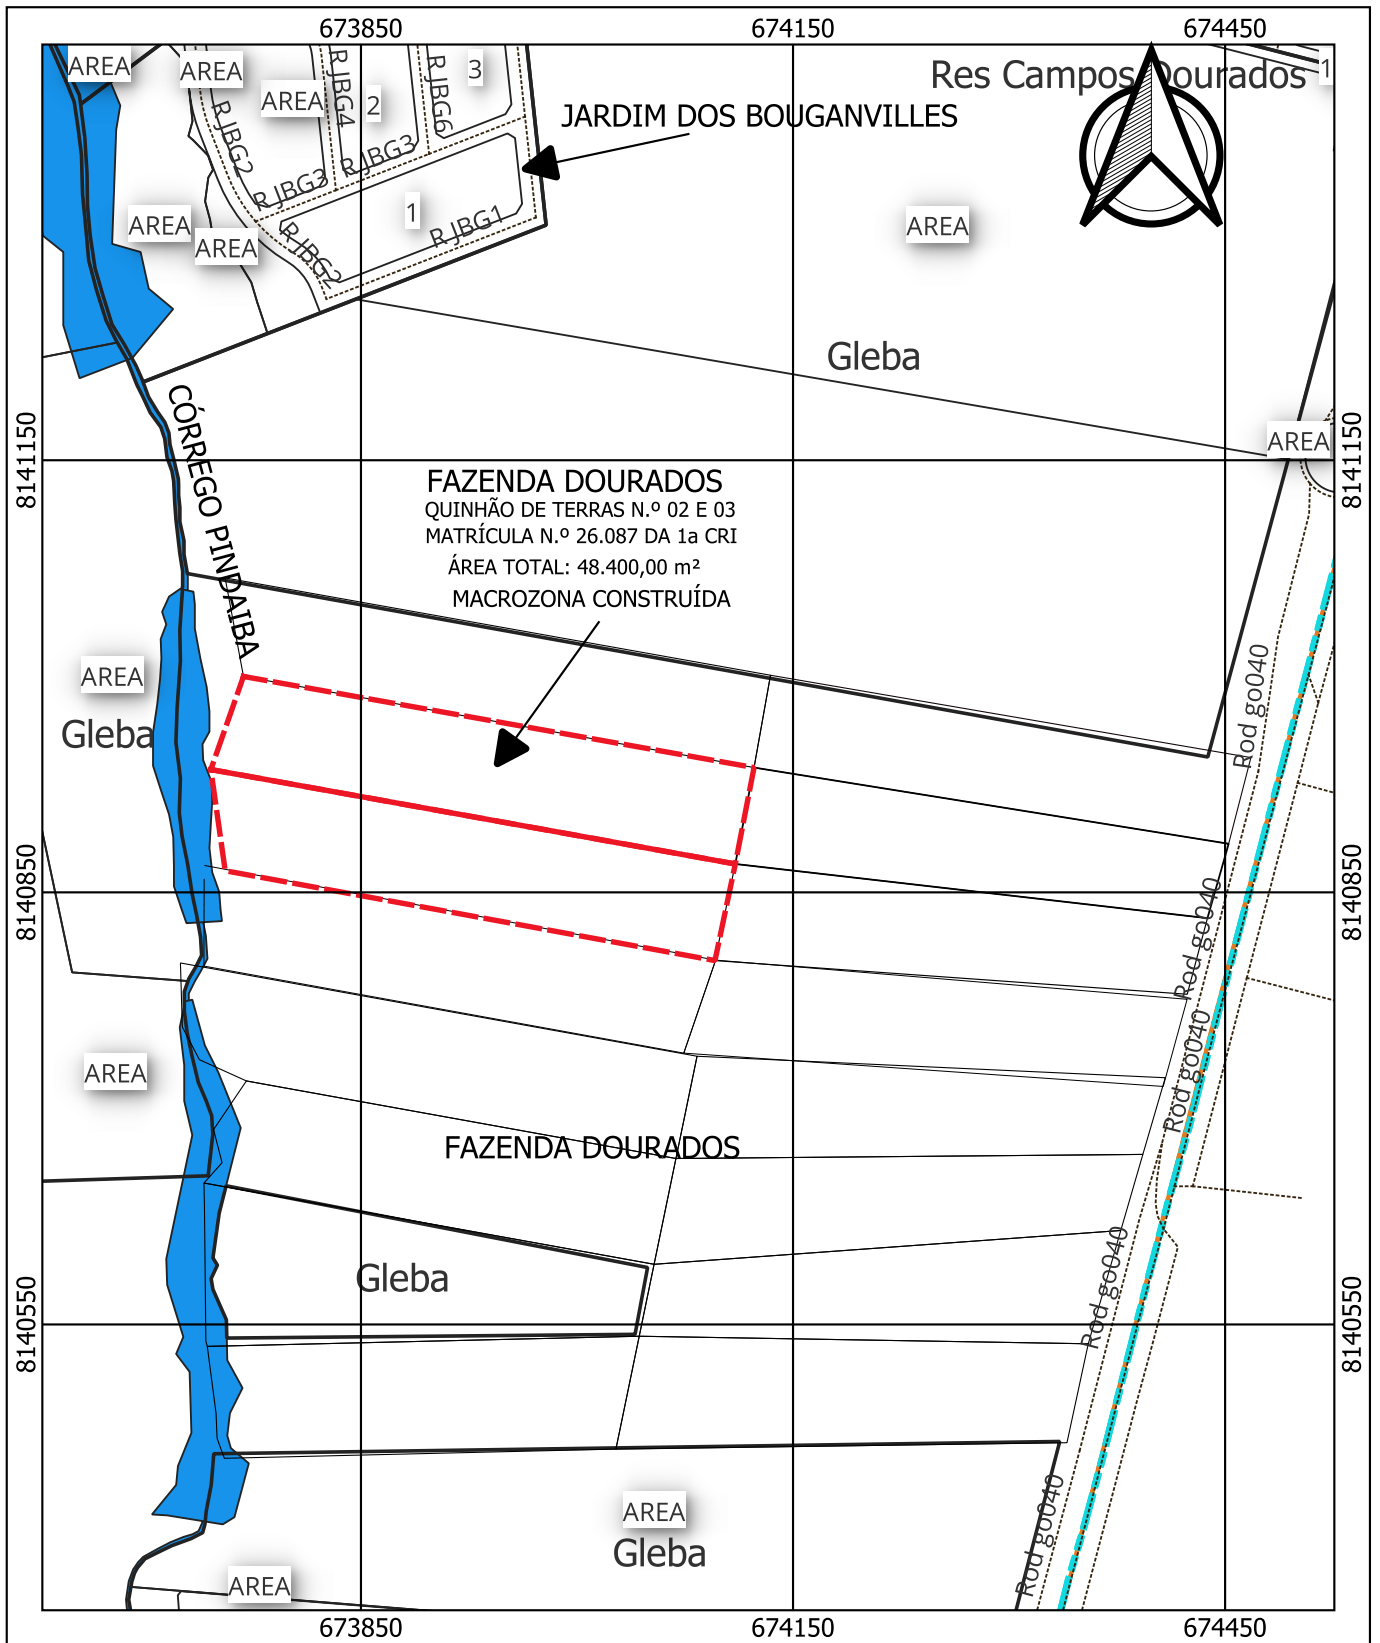 673850
674150
674450
AREA
AREA
AREA
R JBG4
2
R JBG6
3
Res Campos Dourados
1
JARDIM DOS BOUGANVILLES
R JBG2
R JBG3
R JBG3
AREA
AREA
R JBG2
1
R JBG1
AREA
Gleba
AREA
8141150
8141150
CÓRREGO PINDAIBA
FAZENDA DOURADOS
QUINHÃO DE TERRAS N.º 02 E 03
MATRÍCULA N.º 26.087 DA 1a CRI
ÁREA TOTAL: 48.400,00 m²
MACROZONA CONSTRUÍDA
AREA
Gleba
Rod go040
8140850
8140850
Rod go040
Rod go040
AREA
FAZENDA DOURADOS
Gleba
Rod go040
8140550
8140550
AREA
Gleba
Rod go040
AREA
673850
674150
674450